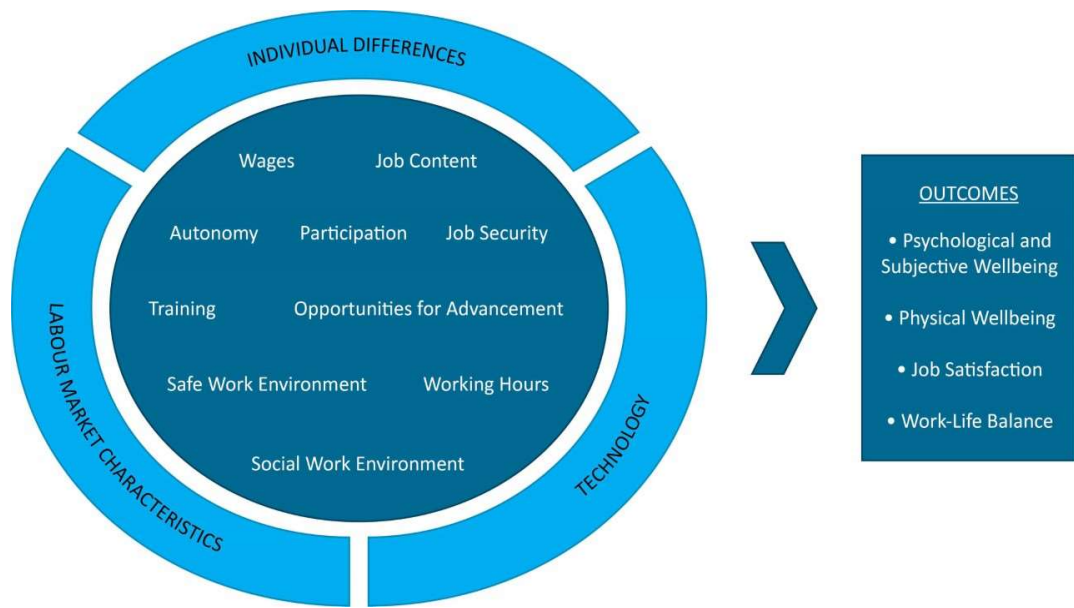 INDIVIDUAL DIFFERENCES
Wages
Job Content
Autonomy
Participation
Job Security
Training
Opportunities for Advancement
Safe Work Environment
Working Hours
Social Work Environment
LABOUR MARKET CHARACTERISTICS
TECHNOLOGY
OUTCOMES
• Psychological and
Subjective Wellbeing
• Physical Wellbeing
• Job Satisfaction
• Work-Life Balance